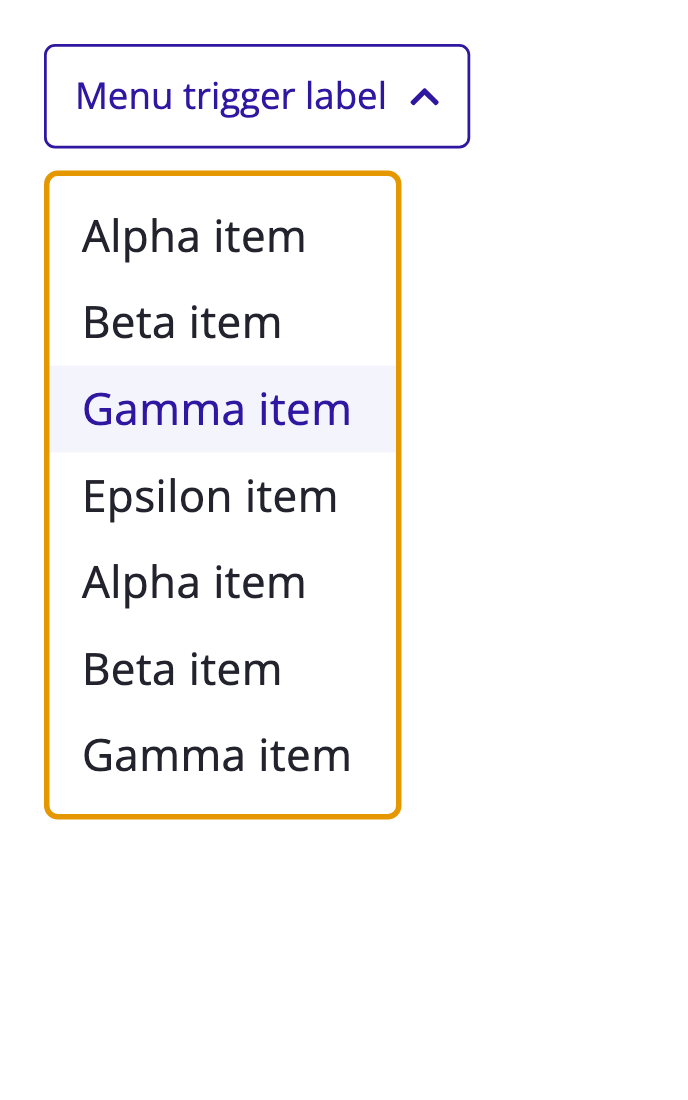 Menu trigger label
Alpha item
Beta item
Gamma item
Epsilon item
Alpha item
Beta item
Gamma item